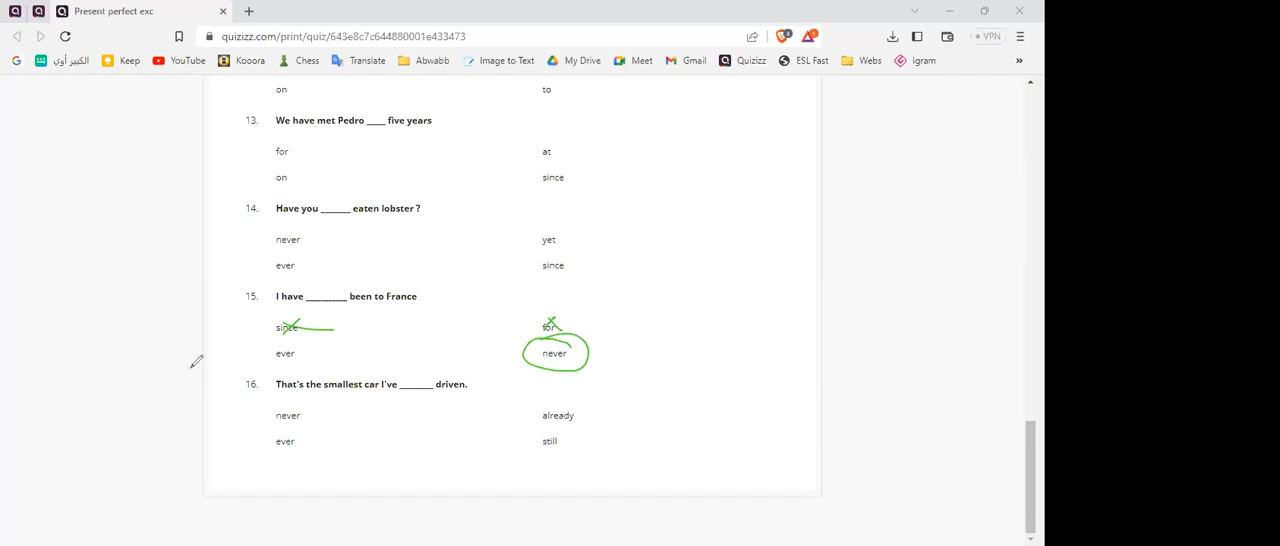 Present perfect exc
quizizz.com/print/quiz/643e8c7c644880001e433473
VPN
الكبير أوي
Keep
YouTube
Kooora
Chess
Translate
Abwabb
Image to Text
My Drive
Meet
Gmail
Quizizz
ESL Fast
Webs
Igram
on to
13. We have met Pedro ____ five years
for at
on since
14. Have you _______ eaten lobster ?
never yet
ever since
15. I have _________ been to France
since for
ever never
16. That's the smallest car I've ________ driven.
never already
ever still